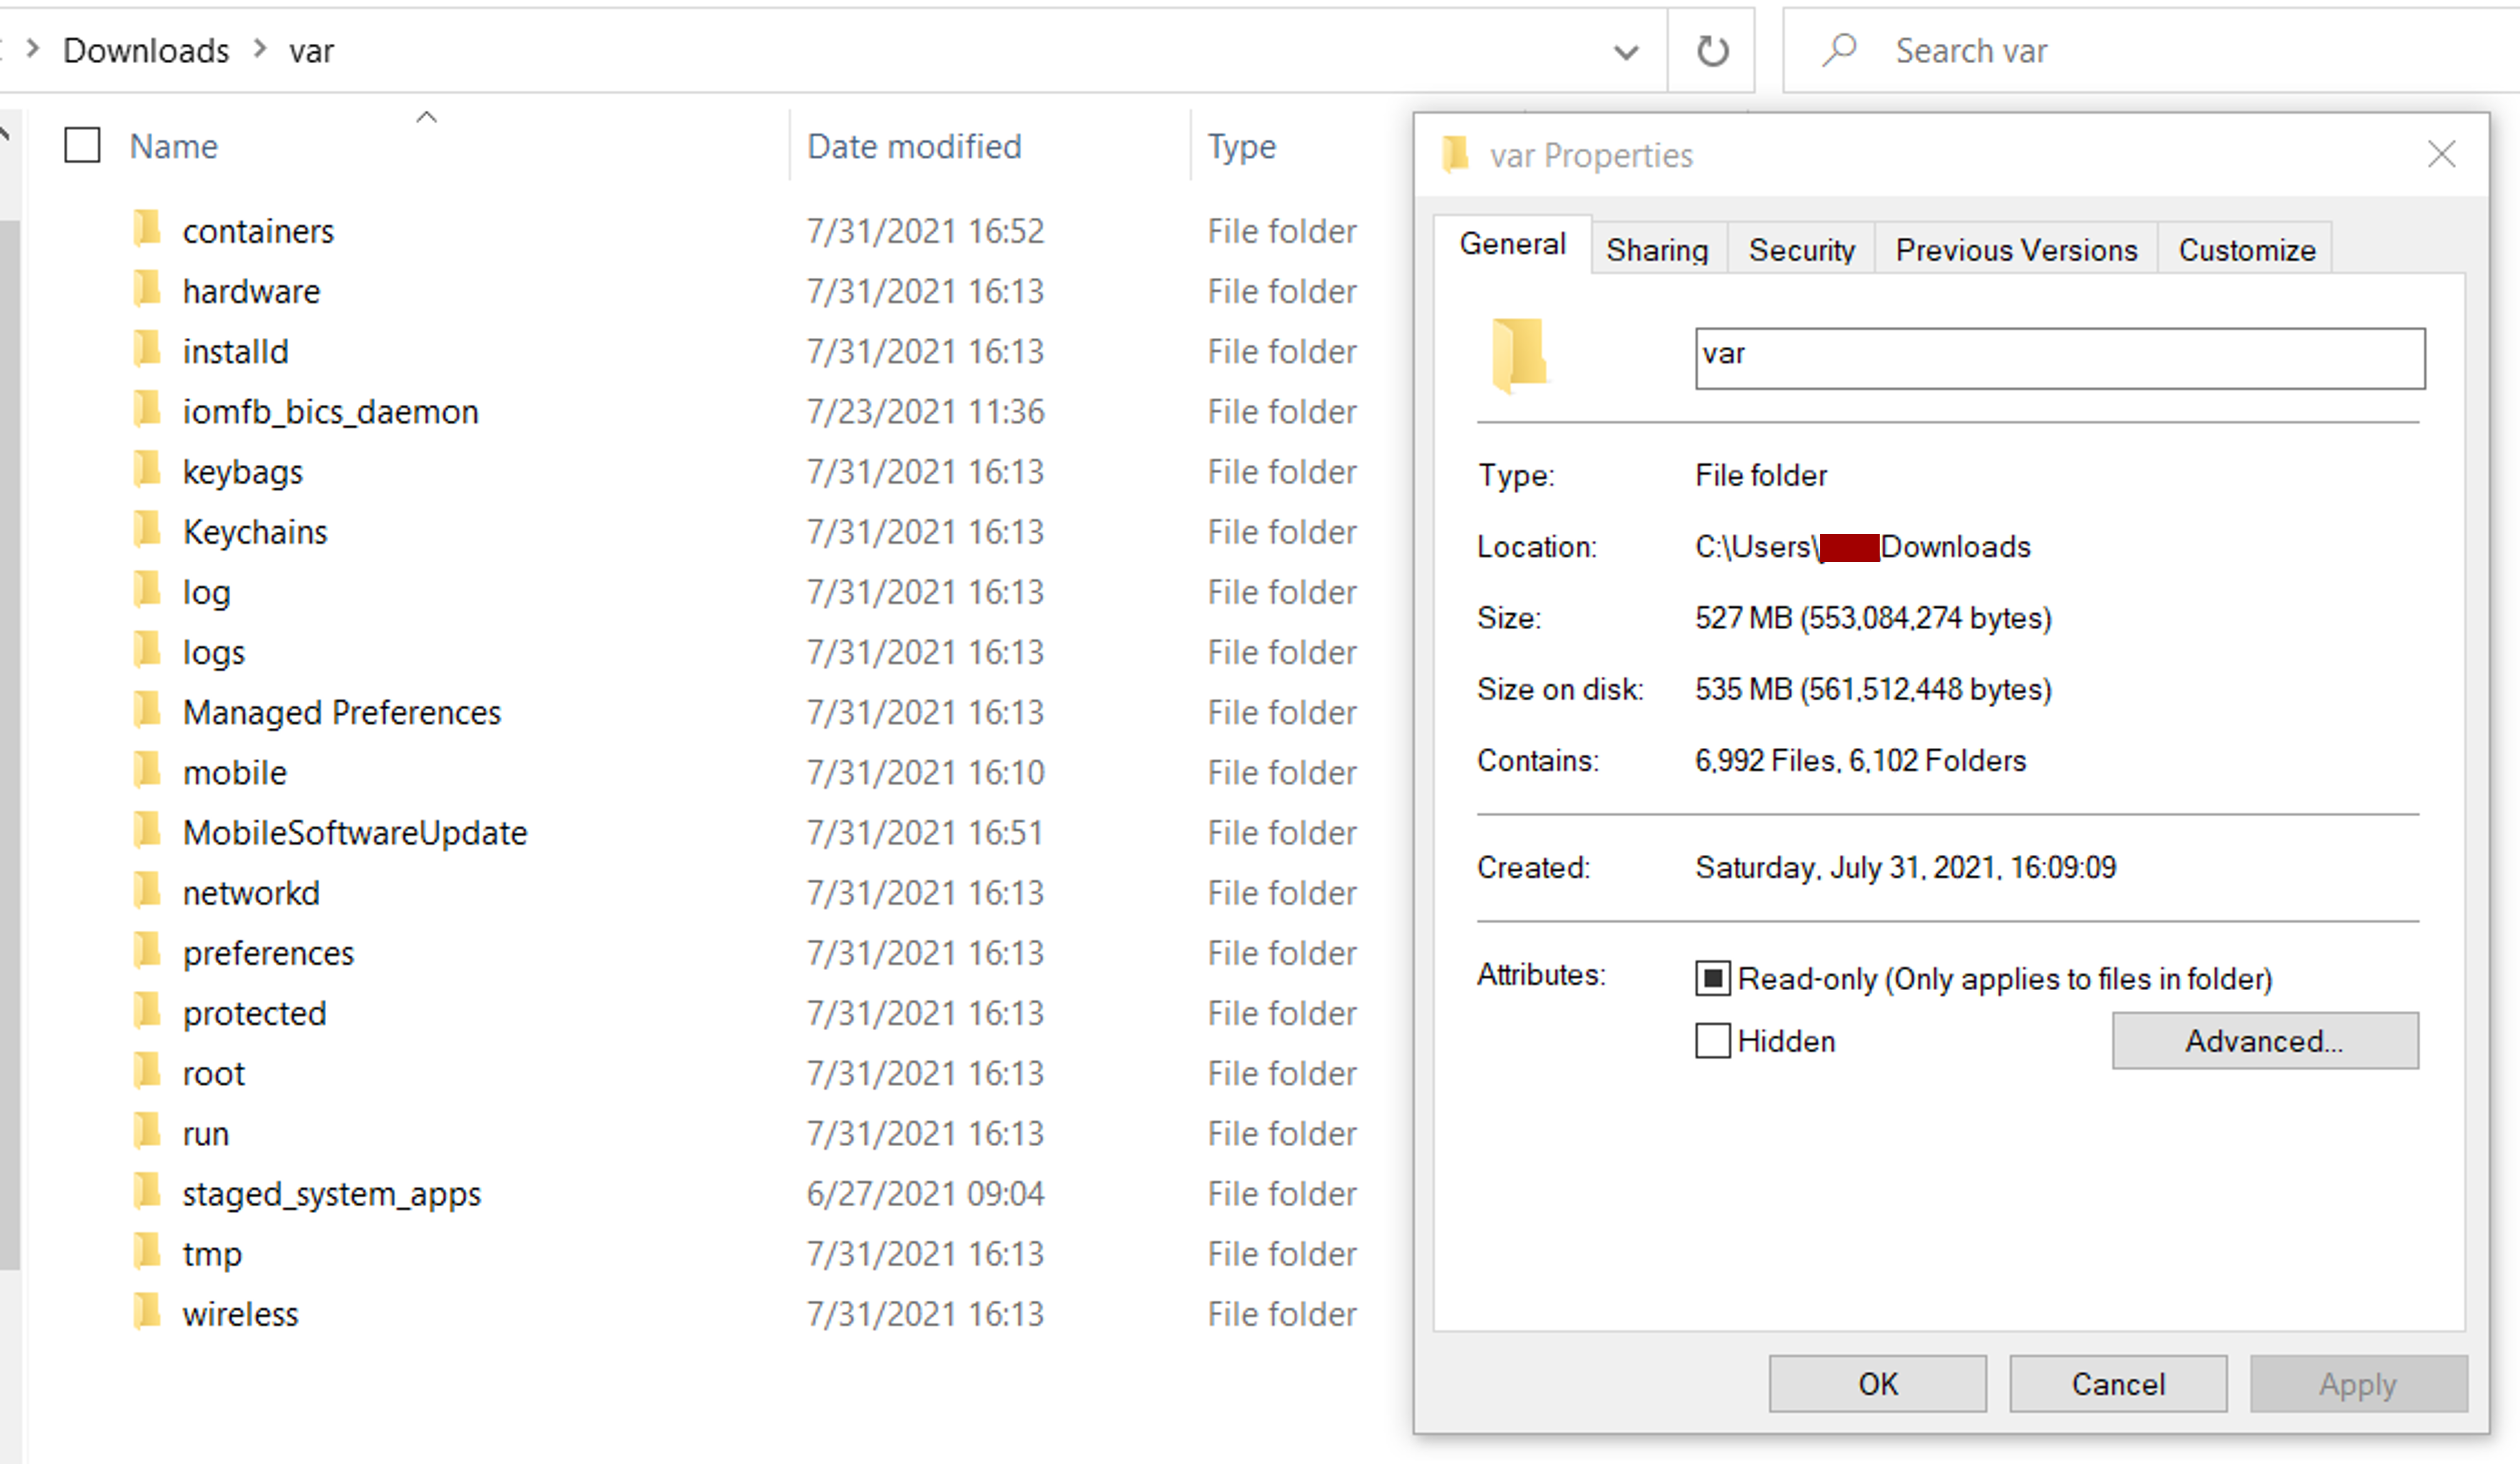 Downloads > var
Search var
Name Date modified Type
containers 7/31/2021 16:52 File folder
hardware 7/31/2021 16:13 File folder
installd 7/31/2021 16:13 File folder
iomfb_bics_daemon 7/23/2021 11:36 File folder
keybags 7/31/2021 16:13 File folder
Keychains 7/31/2021 16:13 File folder
log 7/31/2021 16:13 File folder
logs 7/31/2021 16:13 File folder
Managed Preferences 7/31/2021 16:13 File folder
mobile 7/31/2021 16:10 File folder
MobileSoftwareUpdate 7/31/2021 16:51 File folder
networkd 7/31/2021 16:13 File folder
preferences 7/31/2021 16:13 File folder
protected 7/31/2021 16:13 File folder
root 7/31/2021 16:13 File folder
run 7/31/2021 16:13 File folder
staged_system_apps 6/27/2021 09:04 File folder
tmp 7/31/2021 16:13 File folder
wireless 7/31/2021 16:13 File folder
var Properties
General Sharing Security Previous Versions Customize
var
Type: File folder
Location: C:\Users\ Downloads
Size: 527 MB (553,084,274 bytes)
Size on disk: 535 MB (561,512,448 bytes)
Contains: 6,992 Files, 6,102 Folders
Created: Saturday, July 31, 2021, 16:09:09
Attributes: Read-only (Only applies to files in folder)
Hidden Advanced...
OK Cancel Apply